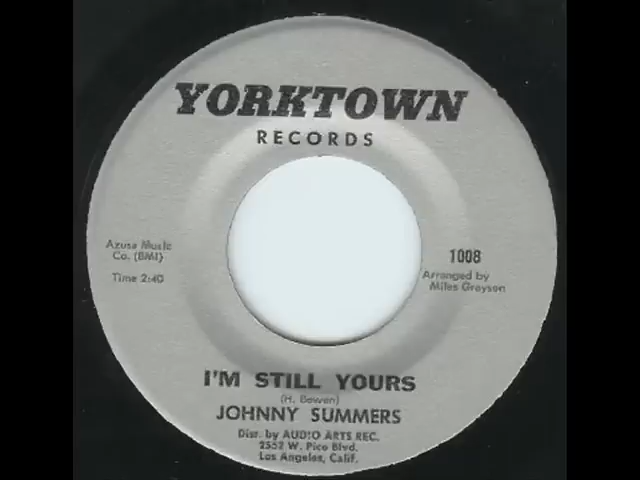 YORKTOWN
RECORDS
Azusa Music
Co. (BMI)
Time 2:40
1008
Arranged by
Miles Grayson
I'M STILL YOURS
(H. Bowen)
JOHNNY SUMMERS
Dist. by AUDIO ARTS REC.
2552 W. Pico Blvd.
Los Angeles, Calif.